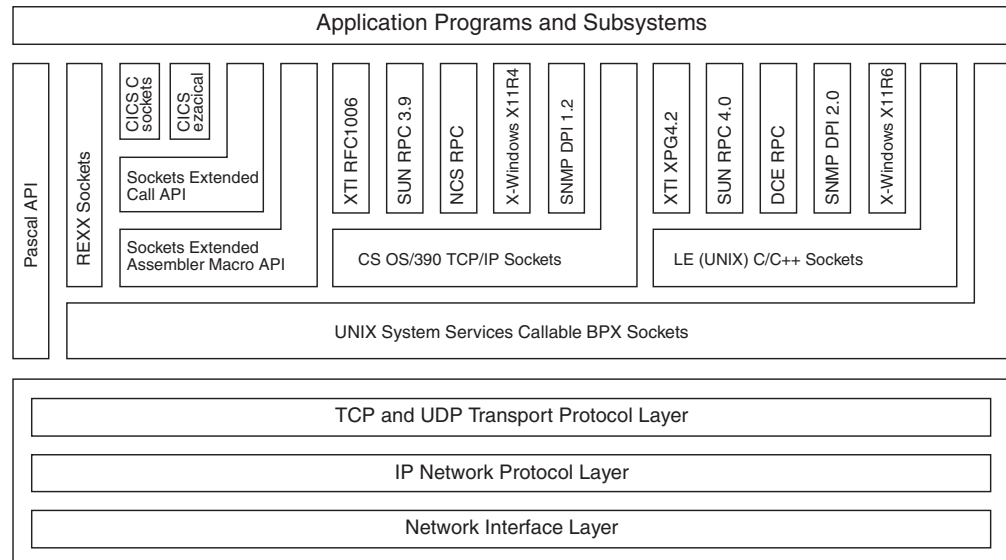 Application Programs and Subsystems
Pascal API
REXX Sockets
CICS C
sockets
CICS
ezacical
Sockets Extended
Call API
Sockets Extended
Assembler Macro API
XTI RFC1006
SUN RPC 3.9
NCS RPC
X-Windows X11R4
SNMP DPI 1.2
CS OS/390 TCP/IP Sockets
XTI XPG4.2
SUN RPC 4.0
DCE RPC
SNMP DPI 2.0
X-Windows X11R6
LE (UNIX) C/C++ Sockets
UNIX System Services Callable BPX Sockets
TCP and UDP Transport Protocol Layer
IP Network Protocol Layer
Network Interface Layer